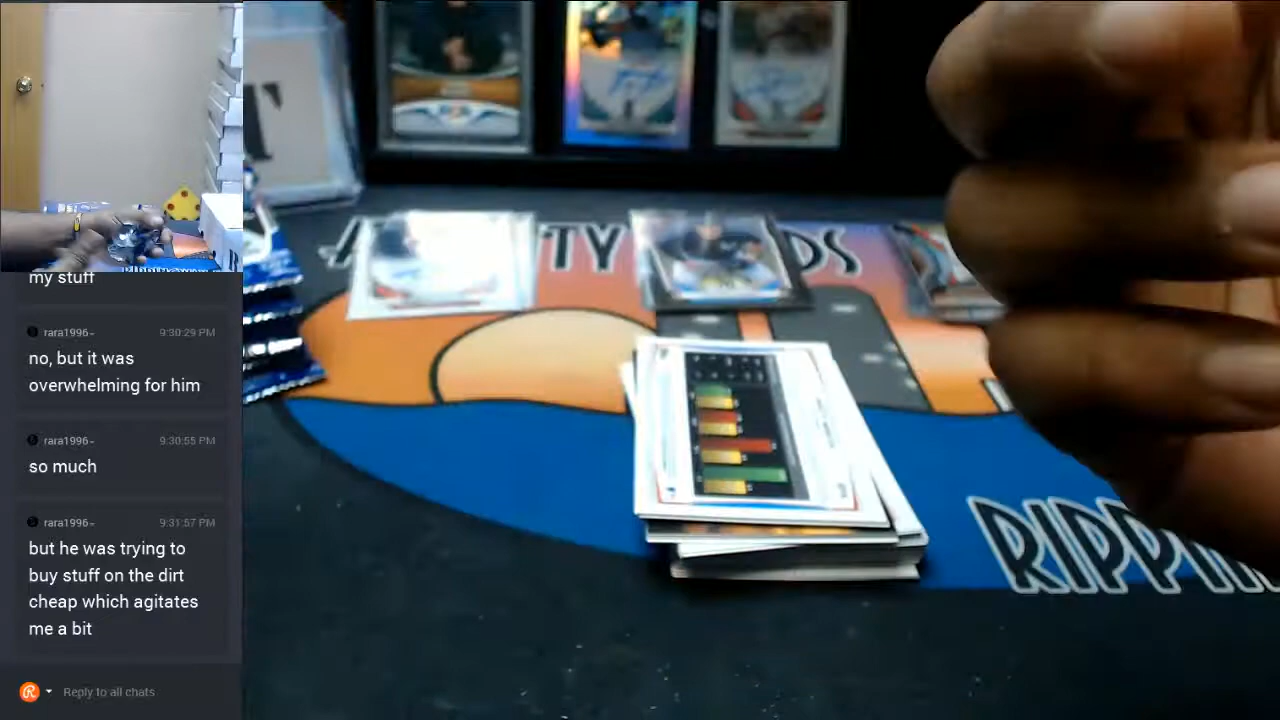 my stuff
rara1996- 9:30:29 PM
no, but it was
overwhelming for him
rara1996- 9:30:55 PM
so much
rara1996- 9:31:57 PM
but he was trying to
buy stuff on the dirt
cheap which agitates
me a bit
Reply to all chats